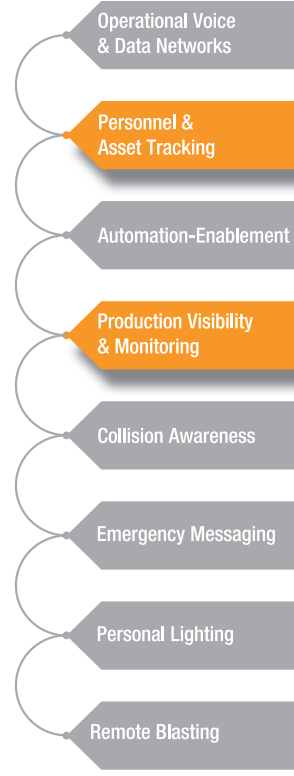 Operational Voice
& Data Networks
Personnel &
Asset Tracking
Automation-Enablement
Production Visibility
& Monitoring
Collision Awareness
Emergency Messaging
Personal Lighting
Remote Blasting